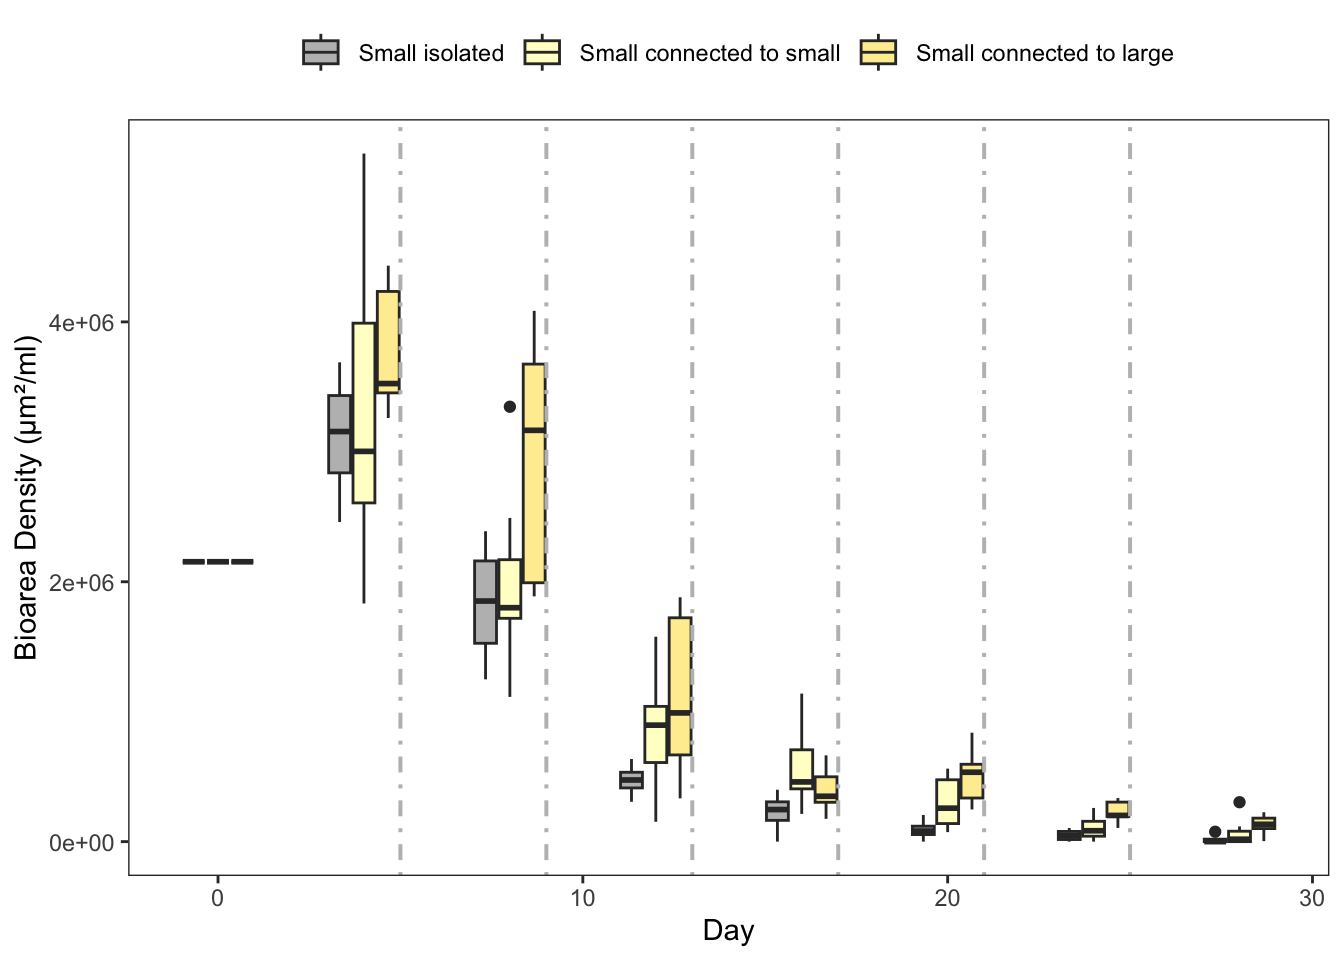 Small isolated Small connected to small Small connected to large
Bioarea Density (μm²/ml)
4e+06
2e+06
0e+00
0 10 20 30
Day